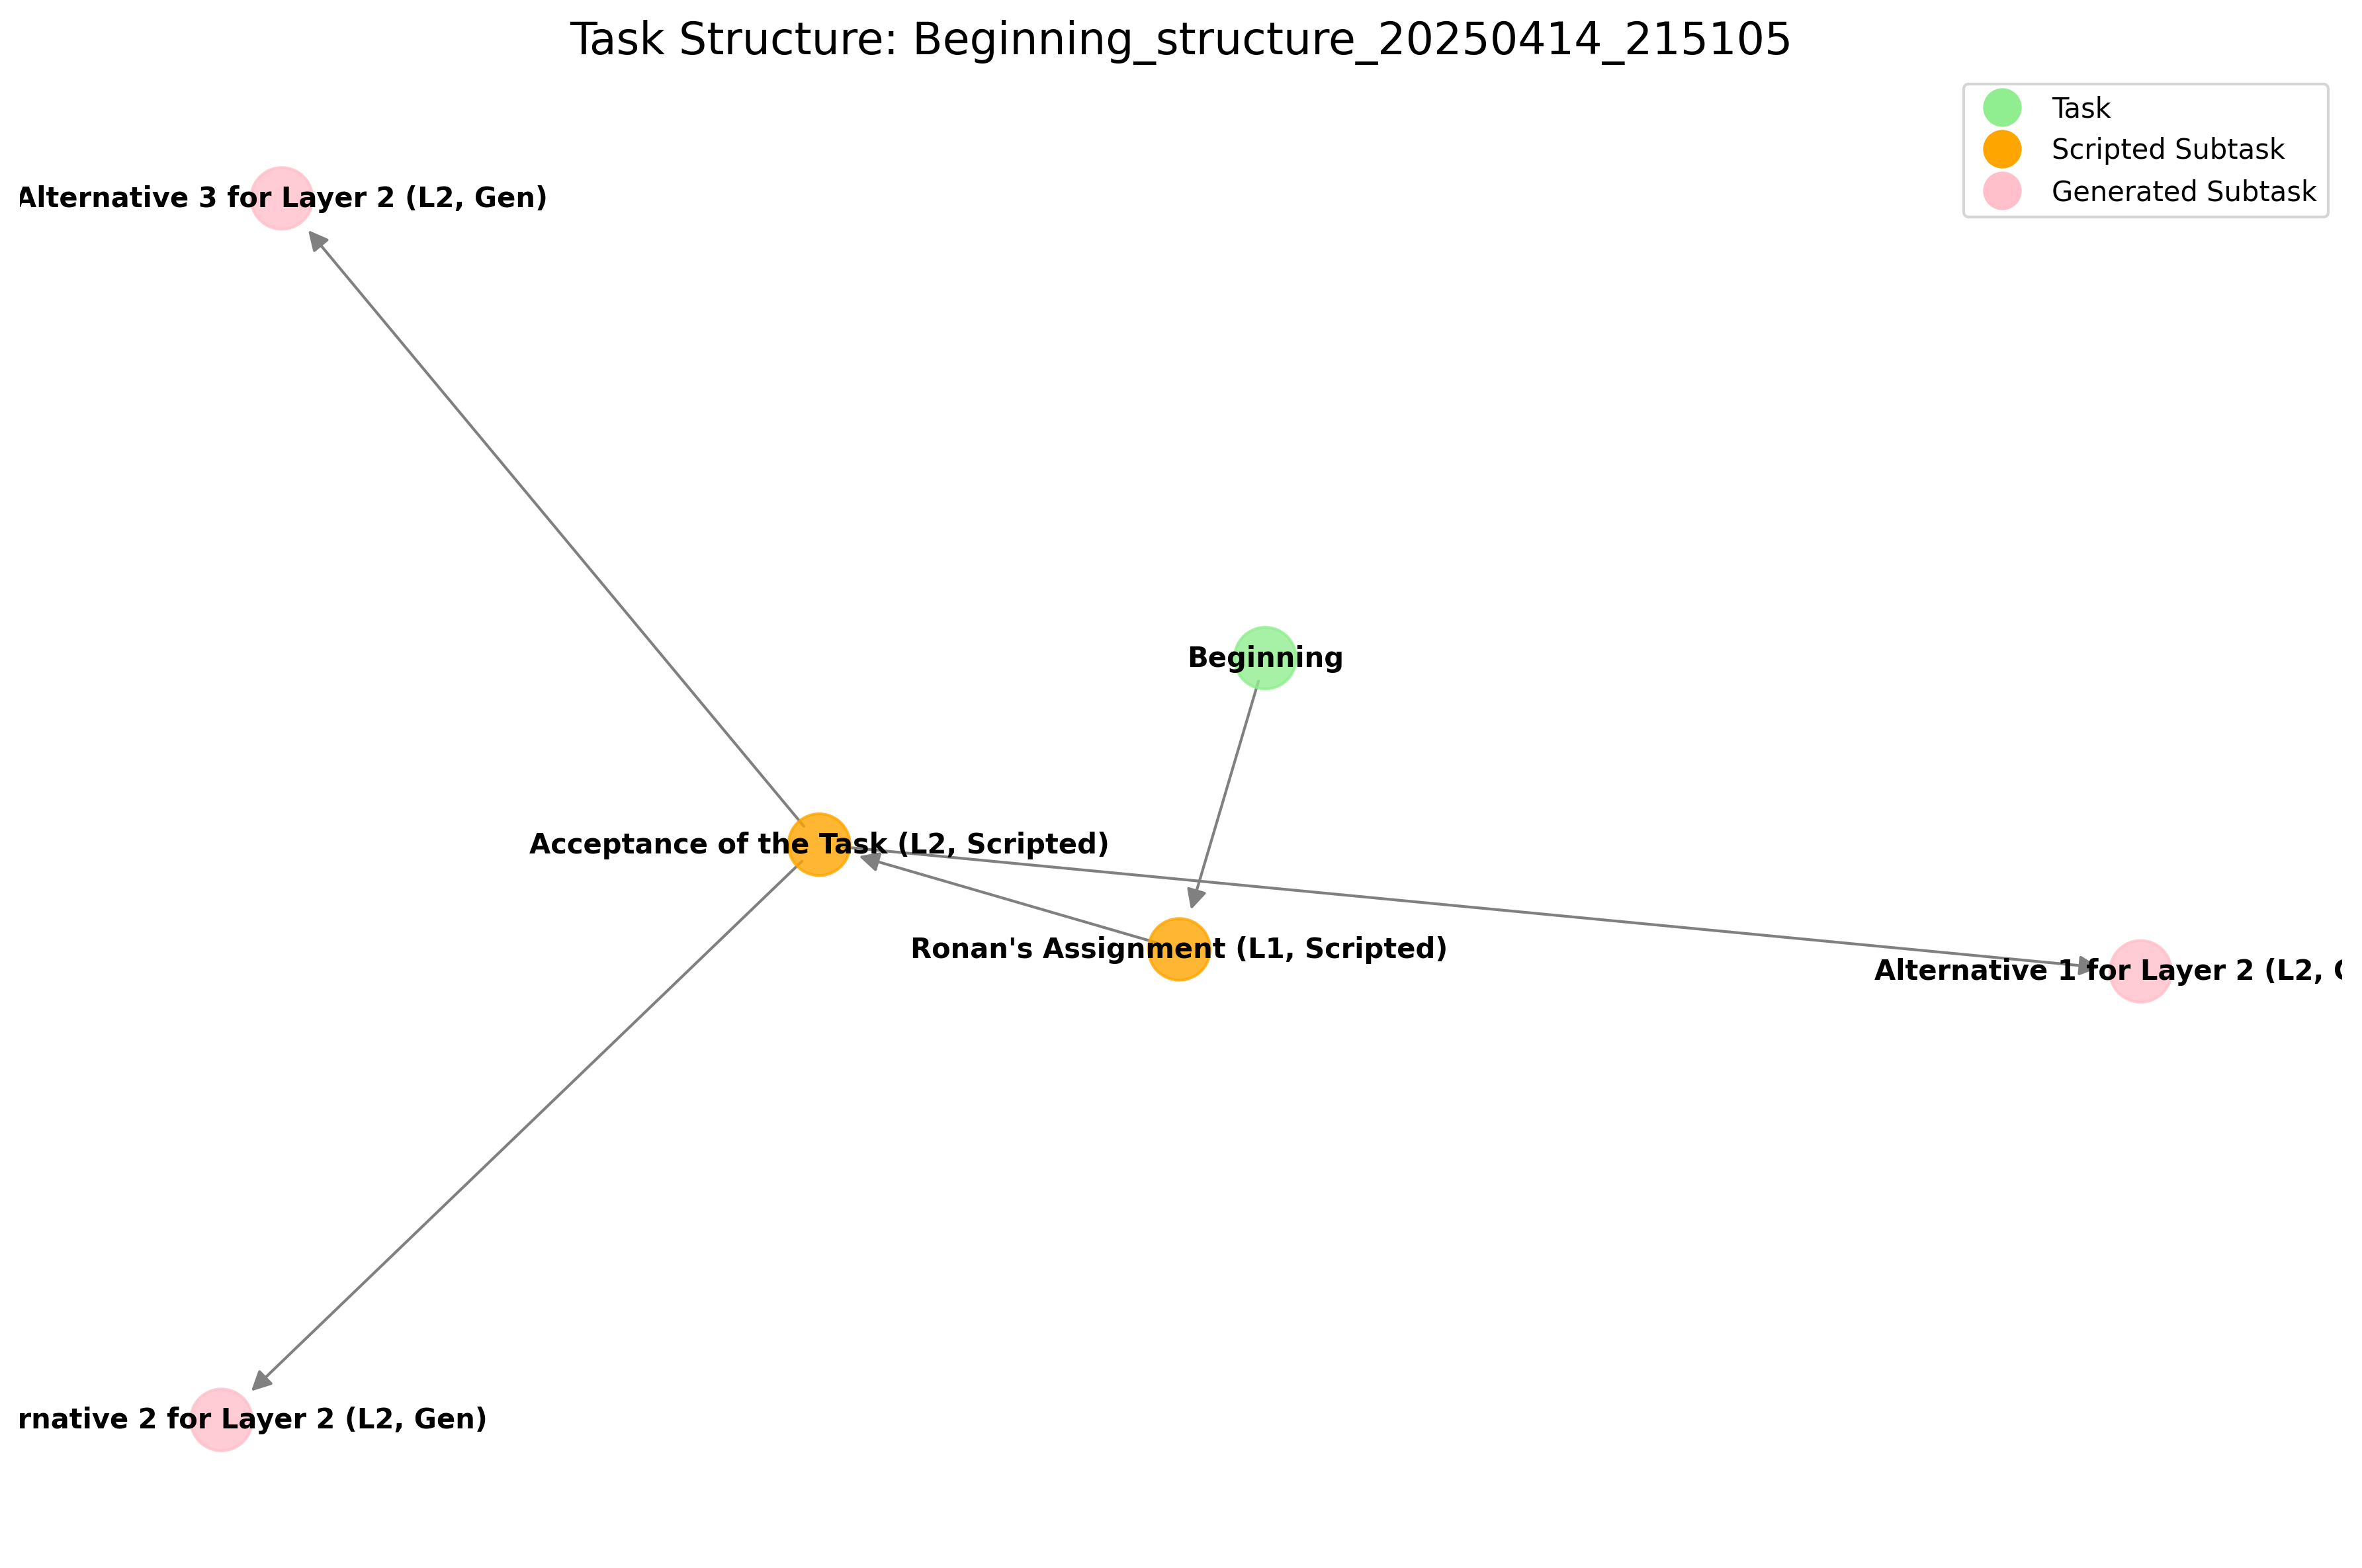 Task Structure: Beginning_structure_20250414_215105
Task
Scripted Subtask
Generated Subtask
Alternative 3 for Layer 2 (L2, Gen)
Beginning
Acceptance of the Task (L2, Scripted)
Ronan's Assignment (L1, Scripted)
Alternative 1 for Layer 2 (L2,
rnative 2 for Layer 2 (L2, Gen)